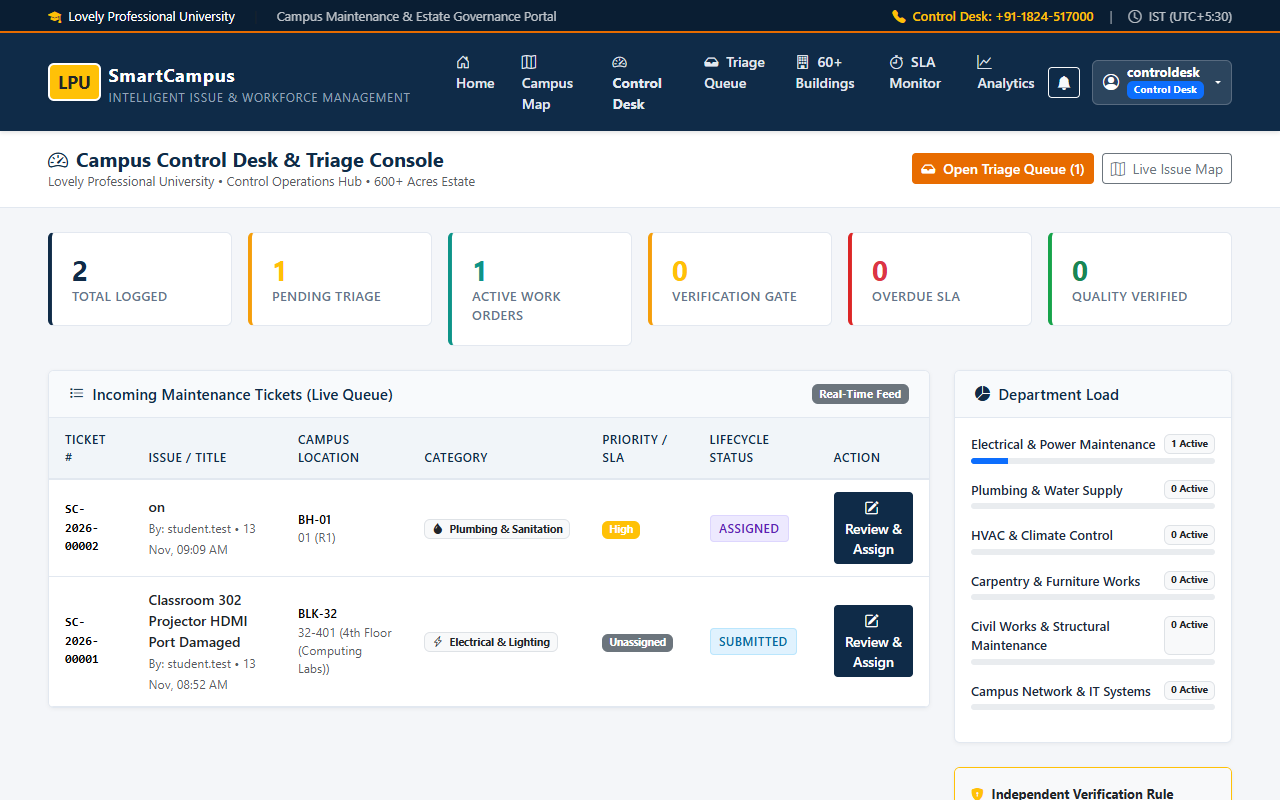 Lovely Professional University
Campus Maintenance & Estate Governance Portal
Control Desk: +91-1824-517000 | IST (UTC+5:30)
LPU
SmartCampus
INTELLIGENT ISSUE & WORKFORCE MANAGEMENT
Home
Campus Map
Control Desk
Triage Queue
60+ Buildings
SLA Monitor
Analytics
controldesk
Control Desk
Campus Control Desk & Triage Console
Lovely Professional University • Control Operations Hub • 600+ Acres Estate
Open Triage Queue (1)
Live Issue Map
2
TOTAL LOGGED
1
PENDING TRIAGE
1
ACTIVE WORK
ORDERS
0
VERIFICATION GATE
0
OVERDUE SLA
0
QUALITY VERIFIED
Incoming Maintenance Tickets (Live Queue)
Real-Time Feed
TICKET
#
ISSUE / TITLE
CAMPUS
LOCATION
CATEGORY
PRIORITY /
SLA
LIFECYCLE
STATUS
ACTION
SC-
2026-
00002
on
By: student.test • 13
Nov, 09:09 AM
BH-01
01 (R1)
Plumbing & Sanitation
High
ASSIGNED
Review &
Assign
SC-
2026-
00001
Classroom 302
Projector HDMI
Port Damaged
By: student.test • 13
Nov, 08:52 AM
BLK-32
32-401 (4th Floor
(Computing
Labs))
Electrical & Lighting
Unassigned
SUBMITTED
Review &
Assign
Department Load
Electrical & Power Maintenance
1 Active
Plumbing & Water Supply
0 Active
HVAC & Climate Control
0 Active
Carpentry & Furniture Works
0 Active
Civil Works & Structural
Maintenance
0 Active
Campus Network & IT Systems
0 Active
Independent Verification Rule